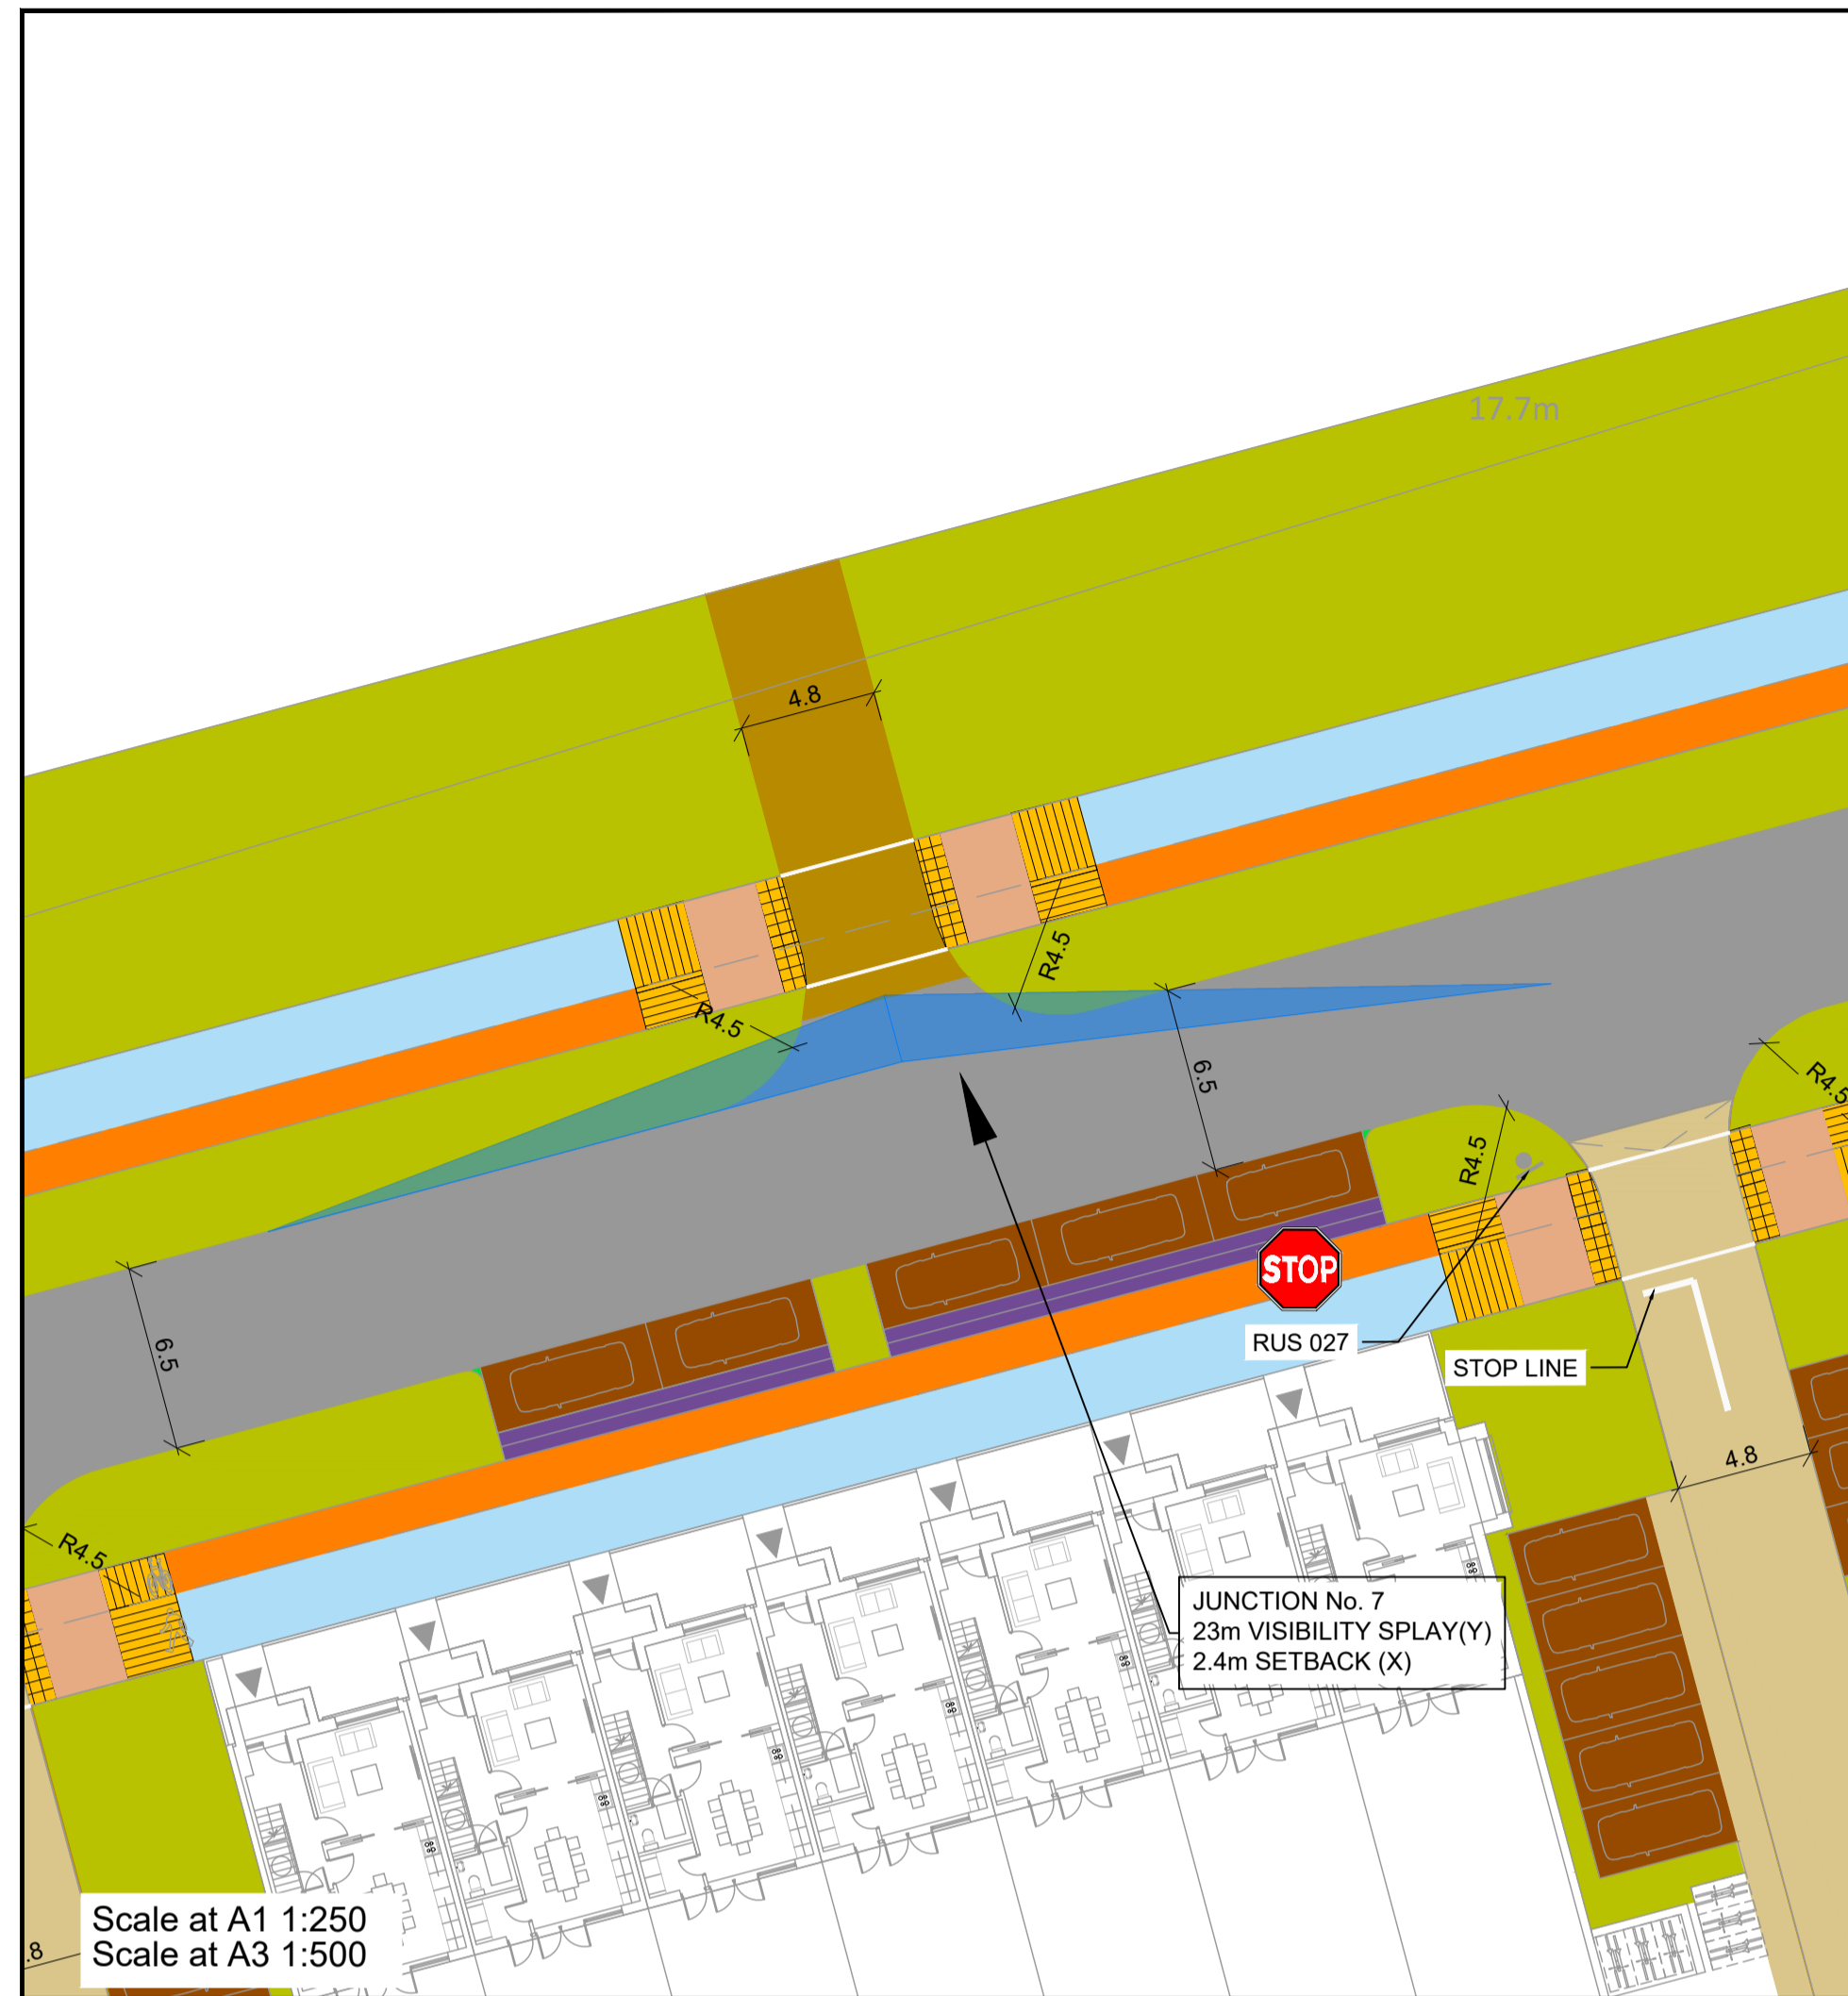 17.7m
4.8
R4.5
R4.5
6.5
R4.5
R4.5
6.5
STOP
RUS 027
STOP LINE
4.8
R4.5
JUNCTION No. 7
23m VISIBILITY SPLAY(Y)
2.4m SETBACK (X)
Scale at A1 1:250
Scale at A3 1:500
.8